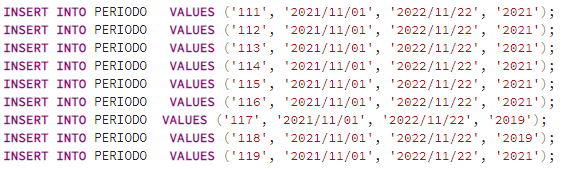 INSERT INTO PERIODO   VALUES ('111', '2021/11/01', '2022/11/22', '2021');
INSERT INTO PERIODO   VALUES ('112', '2021/11/01', '2022/11/22', '2021');
INSERT INTO PERIODO   VALUES ('113', '2021/11/01', '2022/11/22', '2021');
INSERT INTO PERIODO   VALUES ('114', '2021/11/01', '2022/11/22', '2021');
INSERT INTO PERIODO   VALUES ('115', '2021/11/01', '2022/11/22', '2021');
INSERT INTO PERIODO   VALUES ('116', '2021/11/01', '2022/11/22', '2021');
INSERT INTO PERIODO  VALUES ('117', '2021/11/01', '2022/11/22', '2019');
INSERT INTO PERIODO   VALUES ('118', '2021/11/01', '2022/11/22', '2019');
INSERT INTO PERIODO   VALUES ('119', '2021/11/01', '2022/11/22', '2021');